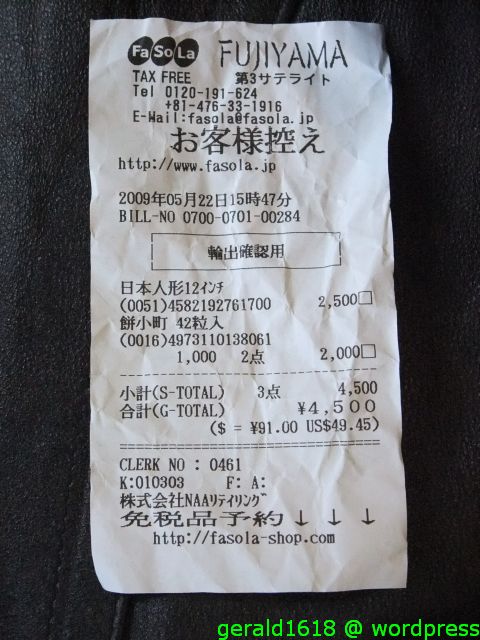 Fa So La FUJIYAMA
TAX FREE 第3サテライト
Tel 0120-191-624
+81-476-33-1916
E-Mail:fasola@fasola.jp
お客様控え
http://www.fasola.jp
2009年05月22日15時47分
BILL-NO 0700-0701-00284
輸出確認用
日本人形12インチ
(0051)4582192761700 2,500□
餅小町 42粒入
(0016)4973110138061
1,000 2点 2,000□
小計(S-TOTAL) 3点 4,500
合計(G-TOTAL) ¥4,500
($ = ¥91.00 US$49.45)
CLERK NO : 0461
K:010303 F: A:
株式会社NAAリテイリング
免税品予約↓ ↓ ↓
http://fasola-shop.com
gerald1618 @ wordpress